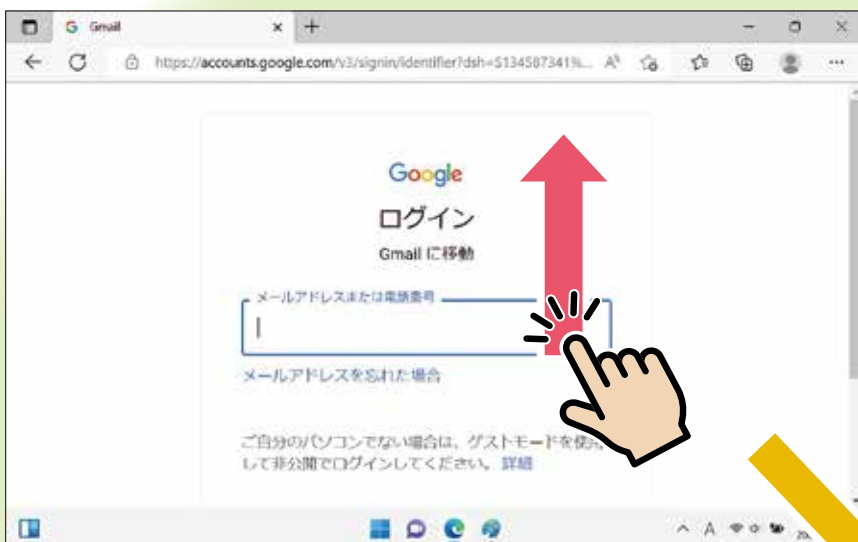 Gmail
https://accounts.google.com/v3/signin/identifier?dsh=S134587341%...
Google
ログイン
Gmail に移動
メールアドレスまたは電話番号
メールアドレスを忘れた場合
ご自分のパソコンでない場合は、ゲストモードを使用
して非公開でログインしてください。 詳細
A